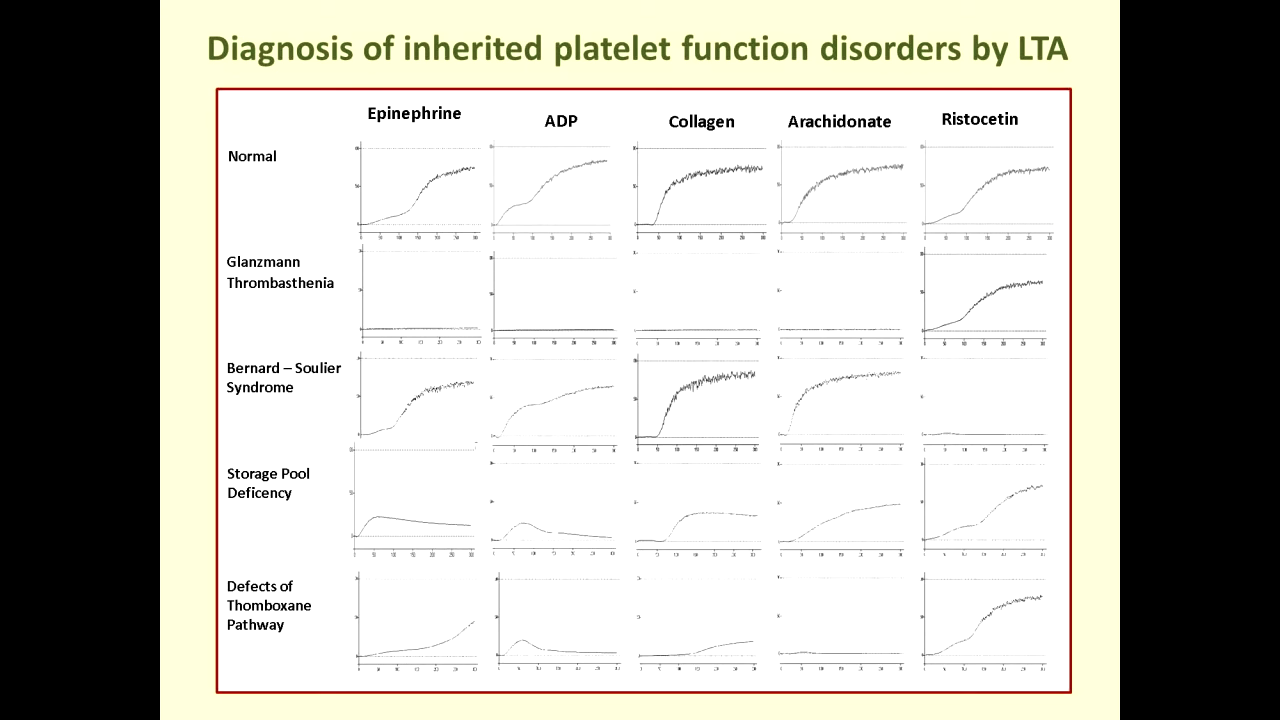 Diagnosis of inherited platelet function disorders by LTA
Epinephrine
ADP
Collagen
Arachidonate
Ristocetin
Normal
Glanzmann
Thrombasthenia
Bernard – Soulier
Syndrome
Storage Pool
Deficency
Defects of
Thomboxane
Pathway